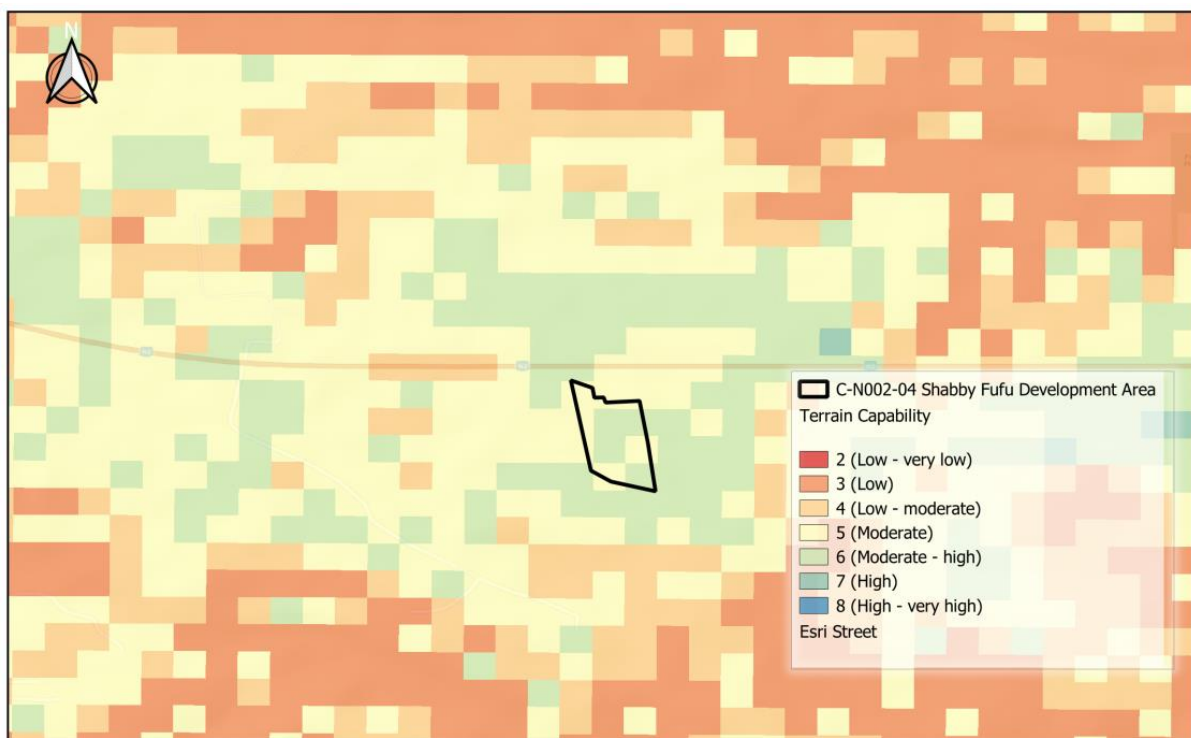 N
C-N002-04 Shabby Fufu Development Area
Terrain Capability
2 (Low - very low)
3 (Low)
4 (Low - moderate)
5 (Moderate)
6 (Moderate - high)
7 (High)
8 (High - very high)
Esri Street